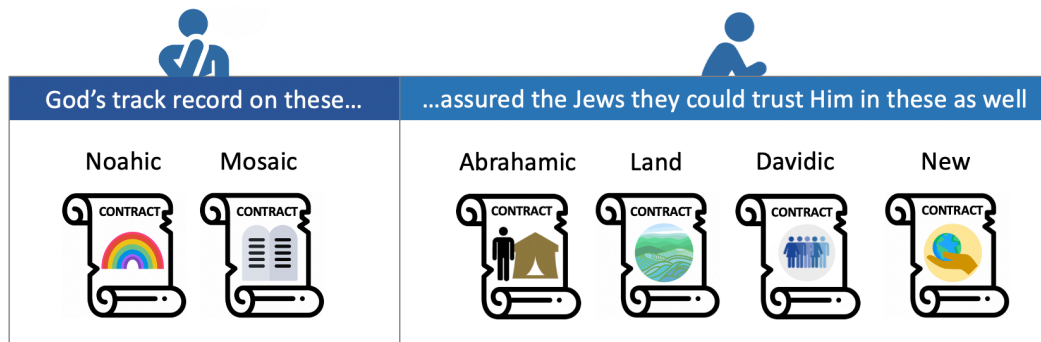 God's track record on these…
…assured the Jews they could trust Him in these as well
Noahic
Mosaic
Abrahamic
Land
Davidic
New
CONTRACT
CONTRACT
CONTRACT
CONTRACT
CONTRACT
CONTRACT